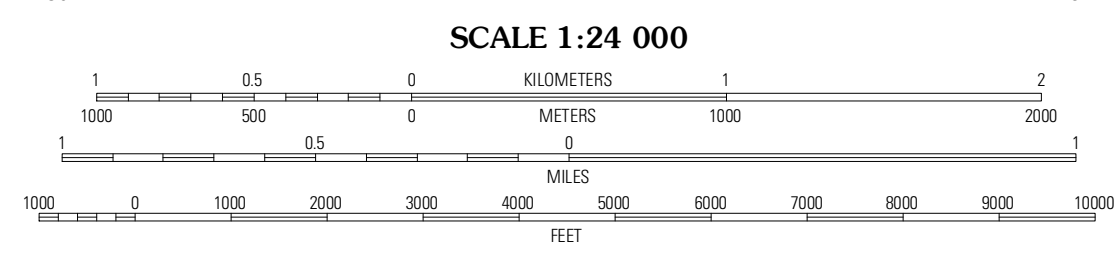 SCALE 1:24 000
1 0.5 0 KILOMETERS 1 2
1000 500 0 METERS 1000 2000
1 0.5 0 1
MILES
1000 0 1000 2000 3000 4000 5000 6000 7000 8000 9000 10000
FEET